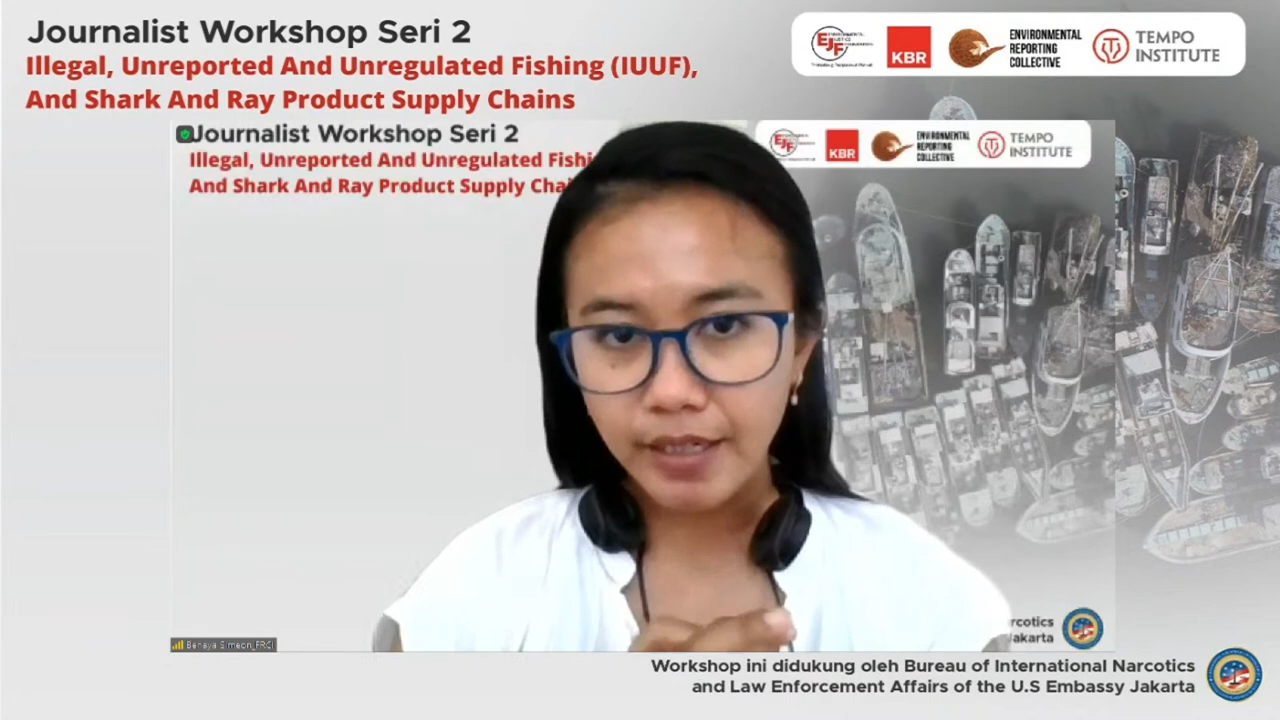 Journalist Workshop Seri 2
Illegal, Unreported And Unregulated Fishing (IUUF),
And Shark And Ray Product Supply Chains
EJF
KBR
ENVIRONMENTAL
REPORTING
COLLECTIVE
TEMPO
INSTITUTE
Journalist Workshop Seri 2
Illegal, Unreported And Unregulated Fishi
And Shark And Ray Product Supply Chai
EJF
KBR
ENVIRONMENTAL
REPORTING
COLLECTIVE
TEMPO
INSTITUTE
rcotics
akarta
Benaya Simeon_FRCI
Workshop ini didukung oleh Bureau of International Narcotics
and Law Enforcement Affairs of the U.S Embassy Jakarta